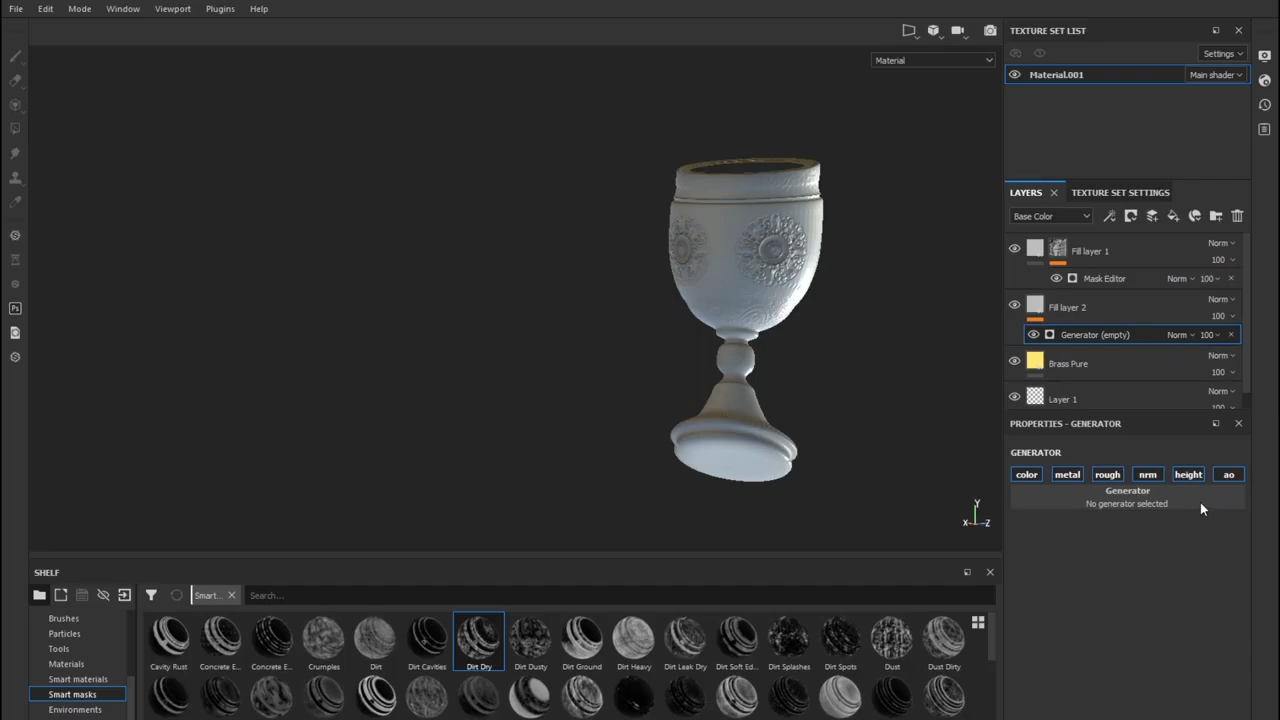 File Edit Mode Window Viewport Plugins Help
Material
TEXTURE SET LIST
Settings
Material.001 Main shader
LAYERS TEXTURE SET SETTINGS
Base Color
Norm
Fill layer 1
100
Mask Editor Norm 100
Norm
Fill layer 2
100
Generator (empty) Norm 100
Norm
Brass Pure
100
Norm
Layer 1
100
PROPERTIES - GENERATOR
GENERATOR
color metal rough nrm height ao
Generator
No generator selected
Y
X Z
SHELF
Smart... Search...
Brushes
Particles
Tools
Materials
Smart materials
Smart masks
Environments
Cavity Rust Concrete E... Concrete E... Crumples Dirt Dirt Cavities Dirt Dry Dirt Dusty Dirt Ground Dirt Heavy Dirt Leak Dry Dirt Soft Ed... Dirt Splashes Dirt Spots Dust Dust Dirty
Ps